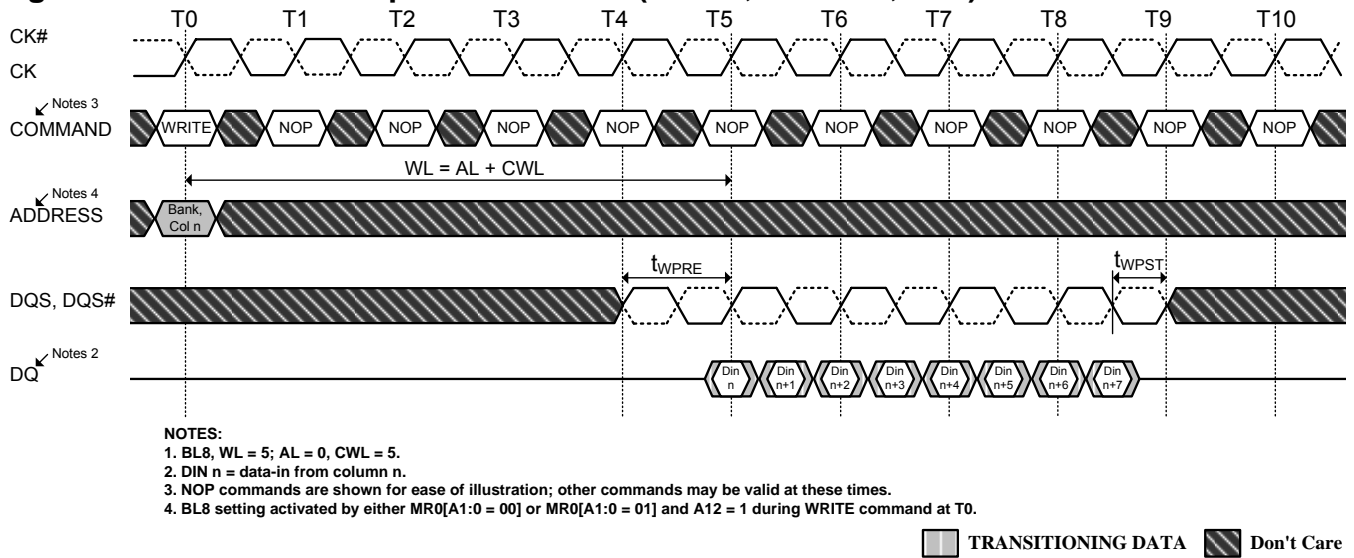 T0 T1 T2 T3 T4 T5 T6 T7 T8 T9 T10
CK#
CK
Notes 3
COMMAND
WRITE NOP NOP NOP NOP NOP NOP NOP NOP NOP NOP
WL = AL + CWL
Notes 4
ADDRESS
Bank,
Col n
tWPRE
tWPST
DQS, DQS#
Notes 2
DQ
Din Din Din Din Din Din Din Din
n n+1 n+2 n+3 n+4 n+5 n+6 n+7
NOTES:
1. BL8, WL = 5; AL = 0, CWL = 5.
2. DIN n = data-in from column n.
3. NOP commands are shown for ease of illustration; other commands may be valid at these times.
4. BL8 setting activated by either MR0[A1:0 = 00] or MR0[A1:0 = 01] and A12 = 1 during WRITE command at T0.
TRANSITIONING DATA Don't Care